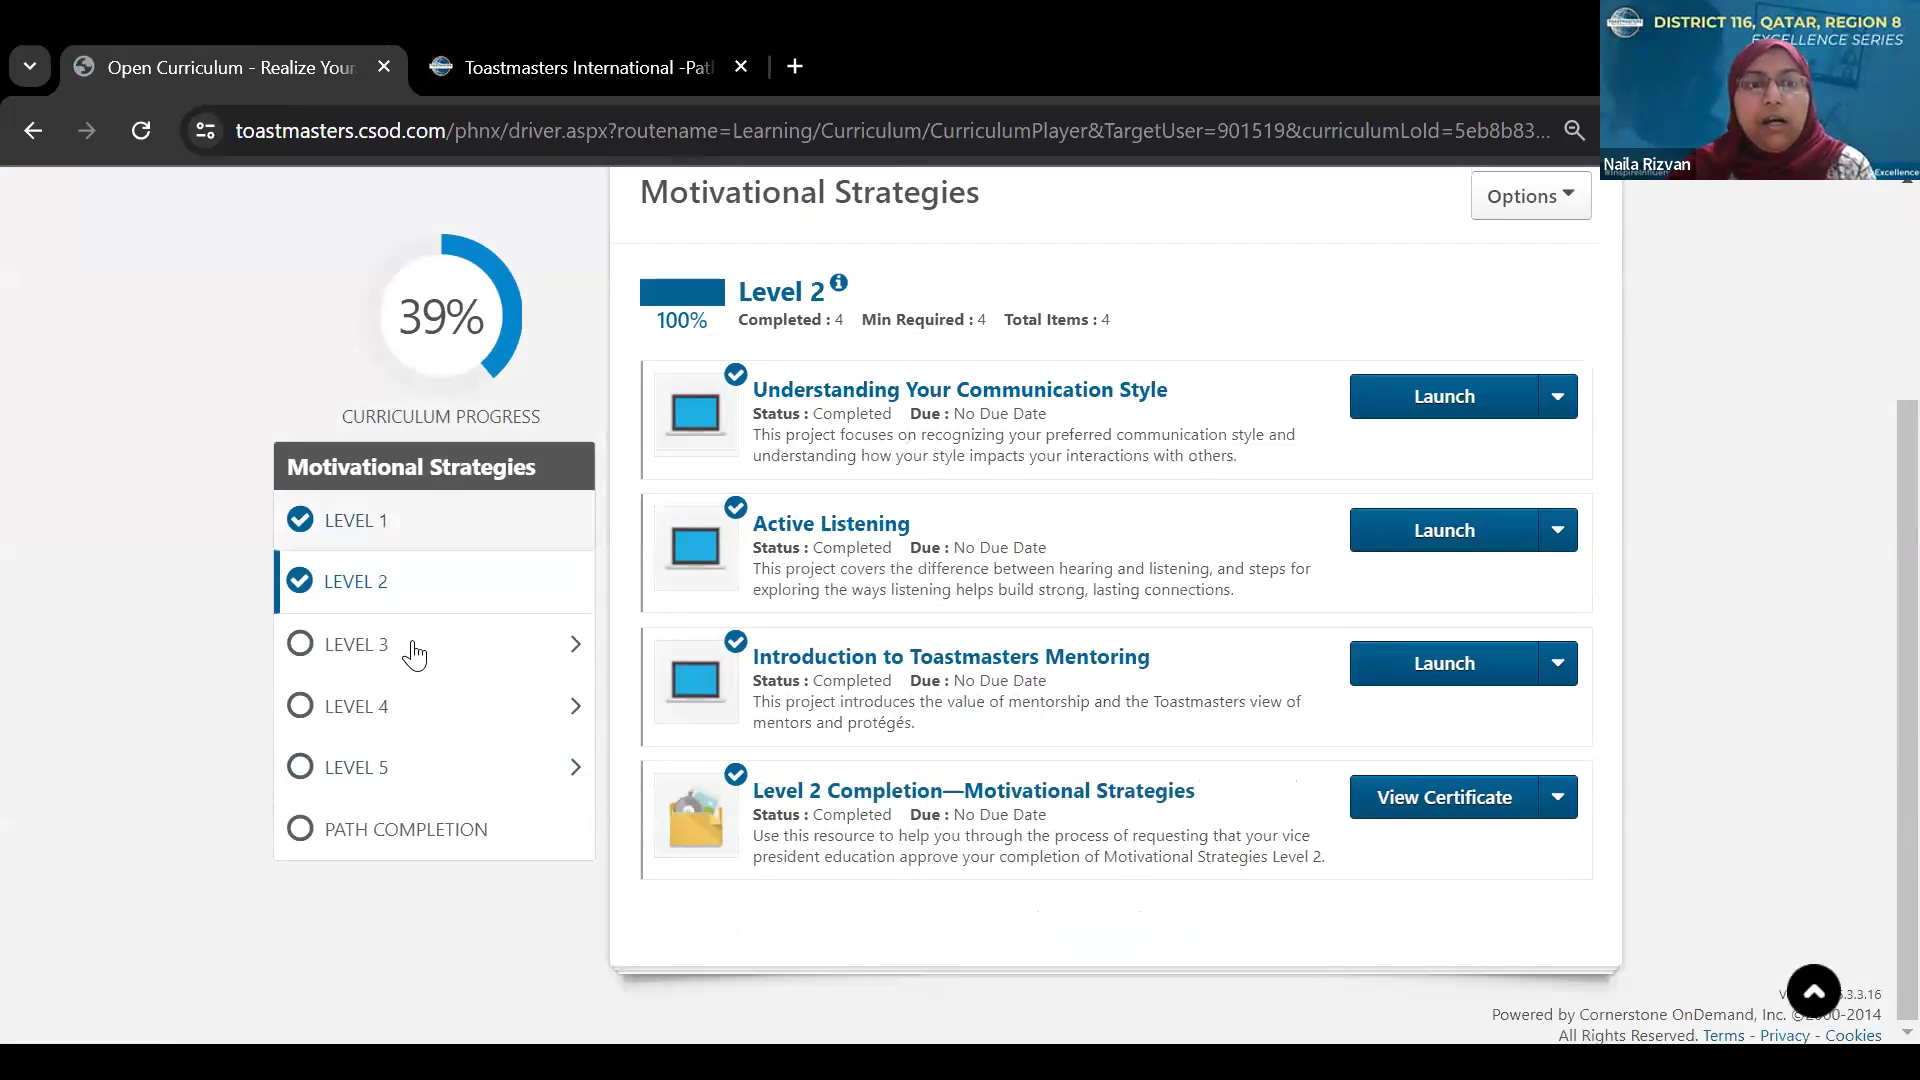 DISTRICT 116, QATAR, REGION 8
EXCELLENCE SERIES
Open Curriculum - Realize Your
Toastmasters International -Pat
toastmasters.csod.com/phnx/driver.aspx?routename=Learning/Curriculum/CurriculumPlayer&TargetUser=901519&curriculumLoId=5eb8b83...
Naila Rizvan
Excellence
Motivational Strategies
Options
39%
CURRICULUM PROGRESS
Motivational Strategies
LEVEL 1
LEVEL 2
LEVEL 3
LEVEL 4
LEVEL 5
PATH COMPLETION
100%
Level 2
Completed : 4 Min Required : 4 Total Items : 4
Understanding Your Communication Style
Status : Completed Due : No Due Date
This project focuses on recognizing your preferred communication style and
understanding how your style impacts your interactions with others.
Launch
Active Listening
Status : Completed Due : No Due Date
This project covers the difference between hearing and listening, and steps for
exploring the ways listening helps build strong, lasting connections.
Launch
Introduction to Toastmasters Mentoring
Status : Completed Due : No Due Date
This project introduces the value of mentorship and the Toastmasters view of
mentors and protégés.
Launch
Level 2 Completion—Motivational Strategies
Status : Completed Due : No Due Date
Use this resource to help you through the process of requesting that your vice
president education approve your completion of Motivational Strategies Level 2.
View Certificate
.3.3.16
Powered by Cornerstone OnDemand, Inc. ©2000-2014
All Rights Reserved. Terms - Privacy - Cookies